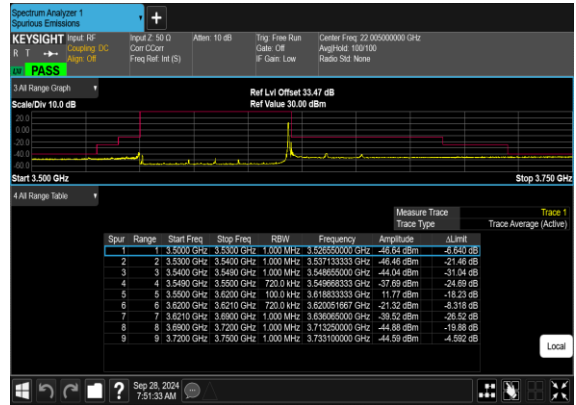 Spectrum Analyzer 1
Spurious Emissions
KEYSIGHT Input: RF Input Z: 50 Ω Atten: 10 dB Trig: Free Run Center Freq: 22.005000000 GHz
R T Coupling: DC Corr CCorr Gate: Off Avg|Hold: 100/100
Align: Off Freq Ref: Int (S) IF Gain: Low Radio Std: None
PASS
3 All Range Graph Ref Lvl Offset 33.47 dB
Scale/Div 10.0 dB Ref Value 30.00 dBm
20.0
0.00
-20.0
-40.0
-60.0
Start 3.500 GHz Stop 3.750 GHz
4 All Range Table
Measure Trace Trace 1
Trace Type Trace Average (Active)
Spur Range Start Freq Stop Freq RBW Frequency Amplitude ΔLimit
1 1 3.5000 GHz 3.5300 GHz 1.000 MHz 3.526550000 GHz -46.64 dBm -6.640 dB
2 2 3.5300 GHz 3.5400 GHz 1.000 MHz 3.537133333 GHz -46.46 dBm -21.46 dB
3 3 3.5400 GHz 3.5490 GHz 1.000 MHz 3.548655000 GHz -44.04 dBm -31.04 dB
4 4 3.5490 GHz 3.5500 GHz 720.0 kHz 3.549668333 GHz -37.69 dBm -24.69 dB
5 5 3.5500 GHz 3.6200 GHz 100.0 kHz 3.618833333 GHz 11.77 dBm -18.23 dB
6 6 3.6200 GHz 3.6210 GHz 720.0 kHz 3.620051667 GHz -21.32 dBm -8.318 dB
7 7 3.6210 GHz 3.6900 GHz 1.000 MHz 3.636065000 GHz -39.52 dBm -26.52 dB
8 8 3.6900 GHz 3.7200 GHz 1.000 MHz 3.713250000 GHz -44.88 dBm -19.88 dB
9 9 3.7200 GHz 3.7500 GHz 1.000 MHz 3.733100000 GHz -44.59 dBm -4.592 dB
Local
Sep 28, 2024
7:51:33 AM